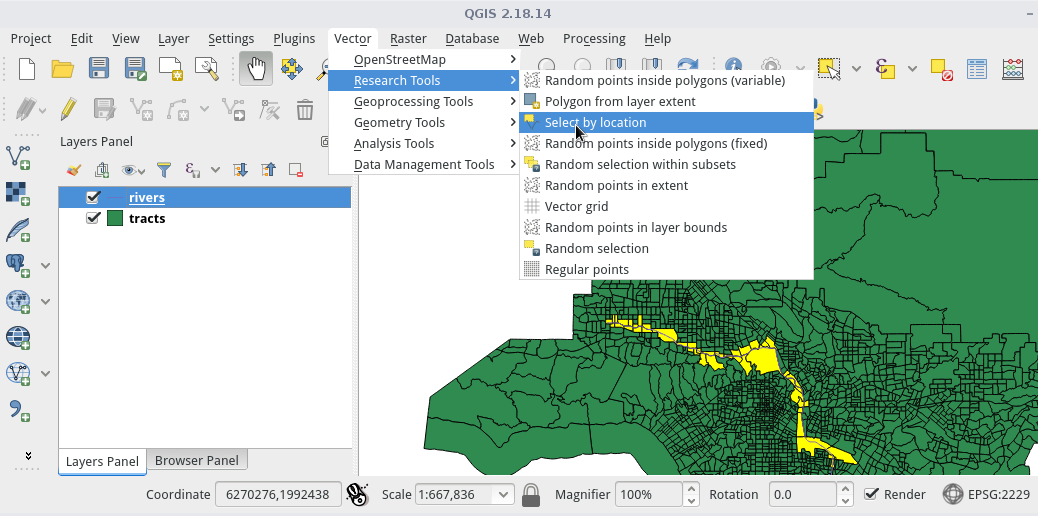 QGIS 2.18.14
Project Edit View Layer Settings Plugins Vector Raster Database Web Processing Help
OpenStreetMap
Research Tools
Geoprocessing Tools
Geometry Tools
Analysis Tools
Data Management Tools
Random points inside polygons (variable)
Polygon from layer extent
Select by location
Random points inside polygons (fixed)
Random selection within subsets
Random points in extent
Vector grid
Random points in layer bounds
Random selection
Regular points
Layers Panel
rivers
tracts
Layers Panel Browser Panel
Coordinate 6270276,1992438 Scale 1:667,836 Magnifier 100% Rotation 0.0 Render EPSG:2229